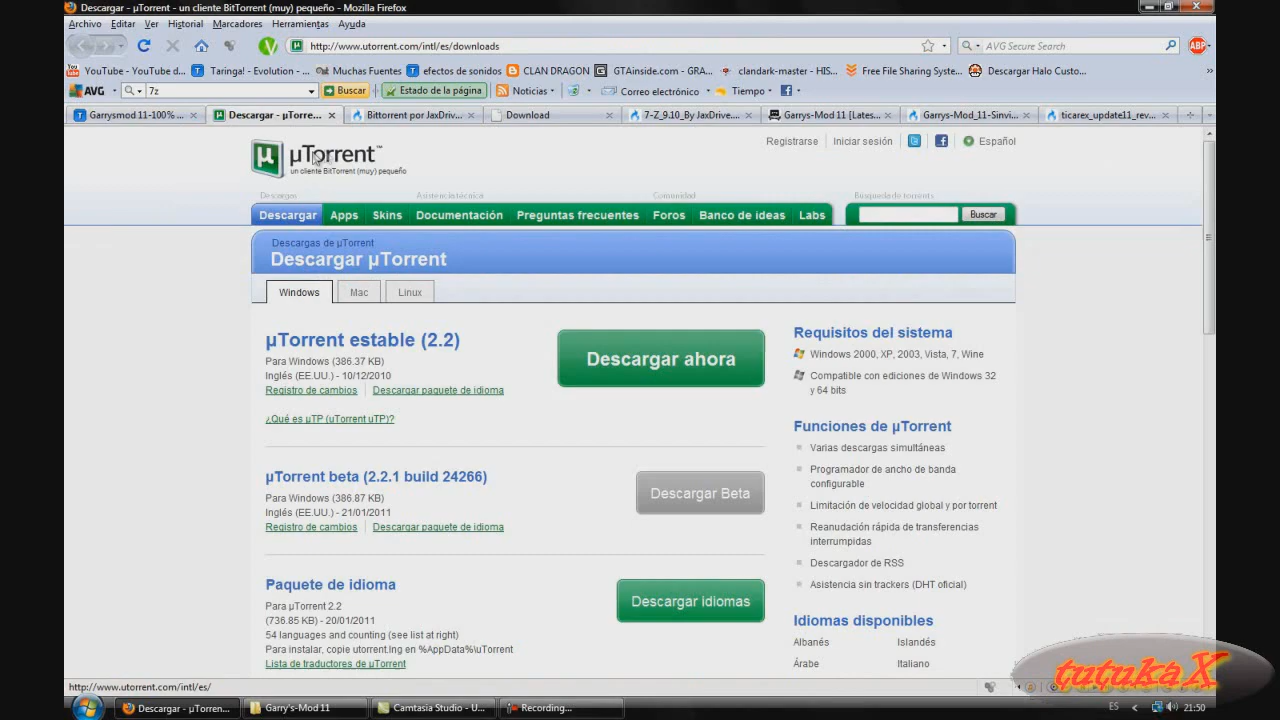 Descargar - µTorrent - un cliente BitTorrent (muy) pequeño - Mozilla Firefox
Archivo Editar Ver Historial Marcadores Herramientas Ayuda
http://www.utorrent.com/intl/es/downloads
AVG Secure Search
ABP
YouTube - YouTube d...
Taringa! - Evolution - ...
Muchas Fuentes
efectos de sonidos
CLAN DRAGON
GTAinside.com - GRA...
clandark-master - HIS...
Free File Sharing Syste...
Descargar Halo Custo...
AVG
7z
Buscar
Estado de la página
Noticias
Correo electrónico
Tiempo
Garrysmod 11-100% ...
Descargar - µTorre...
Bittorrent por JaxDriv...
Download
7-Z_9.10_By JaxDrive...
Garrys-Mod 11 [Lates...
Garrys-Mod_11-Sinvi...
ticarex_update11_rev...
µTorrent™
un cliente BitTorrent (muy) pequeño
Registrarse
Iniciar sesión
Español
Descargas
Asistencia técnica
Comunidad
Búsqueda de torrents
Descargar Apps Skins Documentación Preguntas frecuentes Foros Banco de ideas Labs
Buscar
Descargas de µTorrent
Descargar µTorrent
Windows Mac Linux
µTorrent estable (2.2)
Para Windows (386.37 KB)
Inglés (EE.UU.) - 10/12/2010
Registro de cambios | Descargar paquete de idioma
¿Qué es µTP (uTorrent uTP)?
Descargar ahora
µTorrent beta (2.2.1 build 24266)
Para Windows (386.87 KB)
Inglés (EE.UU.) - 21/01/2011
Registro de cambios | Descargar paquete de idioma
Descargar Beta
Paquete de idioma
Para µTorrent 2.2
(736.85 KB) - 20/01/2011
54 languages and counting (see list at right)
Para instalar, copie utorrent.lng en %AppData%\uTorrent
Lista de traductores de µTorrent
Descargar idiomas
Requisitos del sistema
Windows 2000, XP, 2003, Vista, 7, Wine
Compatible con ediciones de Windows 32
y 64 bits
Funciones de µTorrent
Varias descargas simultáneas
Programador de ancho de banda
configurable
Limitación de velocidad global y por torrent
Reanudación rápida de transferencias
interrumpidas
Descargador de RSS
Asistencia sin trackers (DHT oficial)
Idiomas disponibles
Albanés Islandés
Árabe Italiano
tutukaX
http://www.utorrent.com/intl/es/
Descargar - µTorren...
Garry's-Mod 11
Camtasia Studio - U...
Recording...
ES
21:50